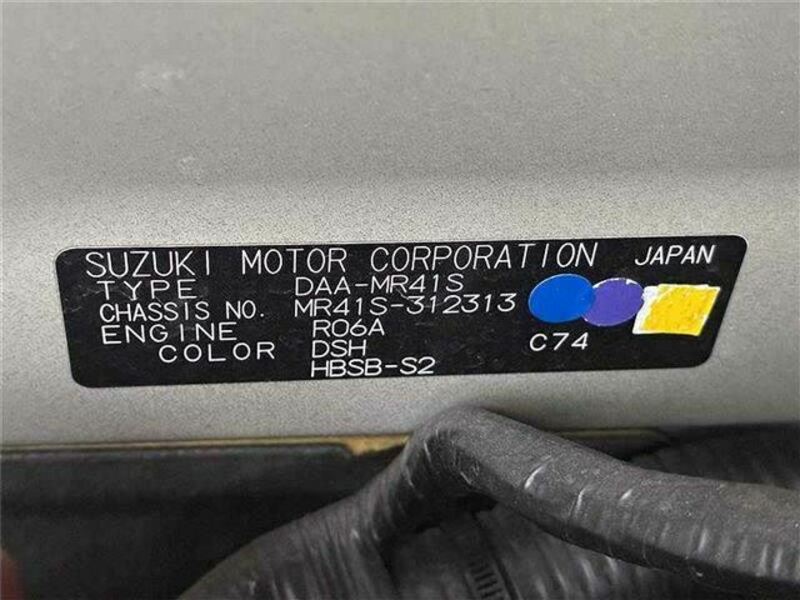 SUZUKI MOTOR CORPORATION JAPAN
TYPE DAA-MR41S
CHASSIS NO. MR41S-312313
ENGINE R06A
COLOR DSH C74
HBSB-S2